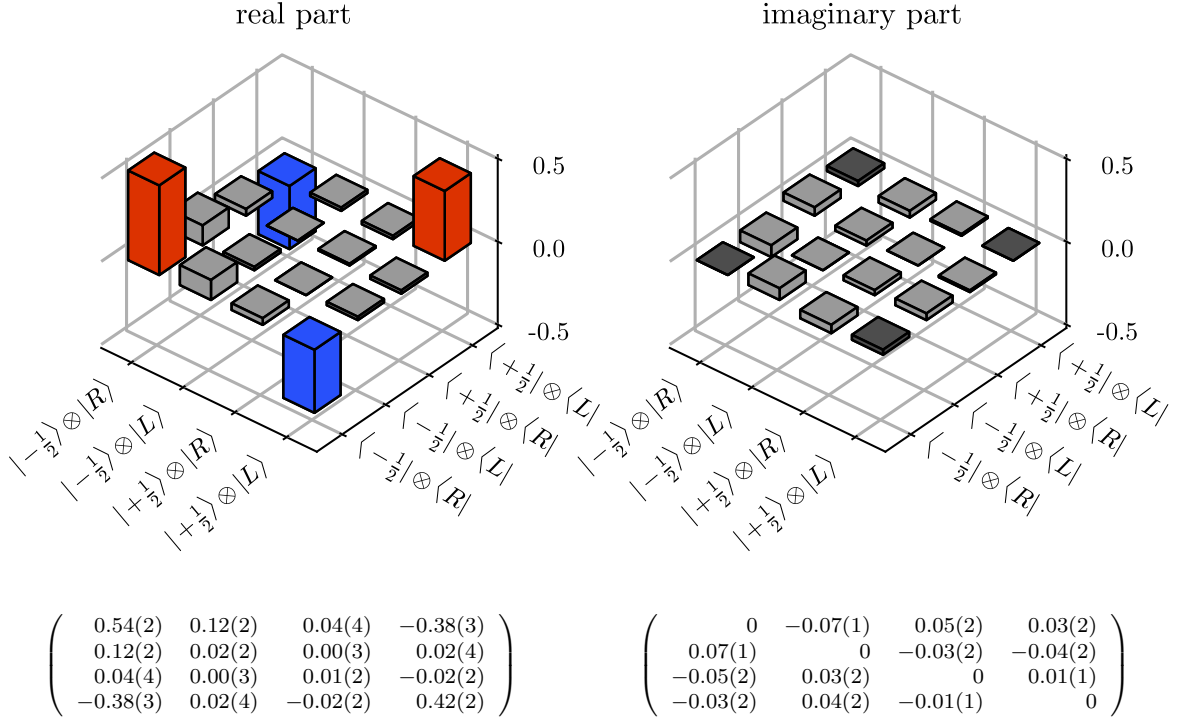 real part
imaginary part
0.5
0.0
-0.5
0.5
0.0
-0.5
|−1/2⟩⊗|R⟩
|−1/2⟩⊗|L⟩
|+1/2⟩⊗|R⟩
|+1/2⟩⊗|L⟩
⟨+1/2|⊗⟨L|
⟨+1/2|⊗⟨R|
⟨−1/2|⊗⟨L|
⟨−1/2|⊗⟨R|
|−1/2⟩⊗|R⟩
|−1/2⟩⊗|L⟩
|+1/2⟩⊗|R⟩
|+1/2⟩⊗|L⟩
⟨+1/2|⊗⟨L|
⟨+1/2|⊗⟨R|
⟨−1/2|⊗⟨L|
⟨−1/2|⊗⟨R|
0.54(2) 0.12(2) 0.04(4) −0.38(3)
0.12(2) 0.02(2) 0.00(3) 0.02(4)
0.04(4) 0.00(3) 0.01(2) −0.02(2)
−0.38(3) 0.02(4) −0.02(2) 0.42(2)
0 −0.07(1) 0.05(2) 0.03(2)
0.07(1) 0 −0.03(2) −0.04(2)
−0.05(2) 0.03(2) 0 0.01(1)
−0.03(2) 0.04(2) −0.01(1) 0